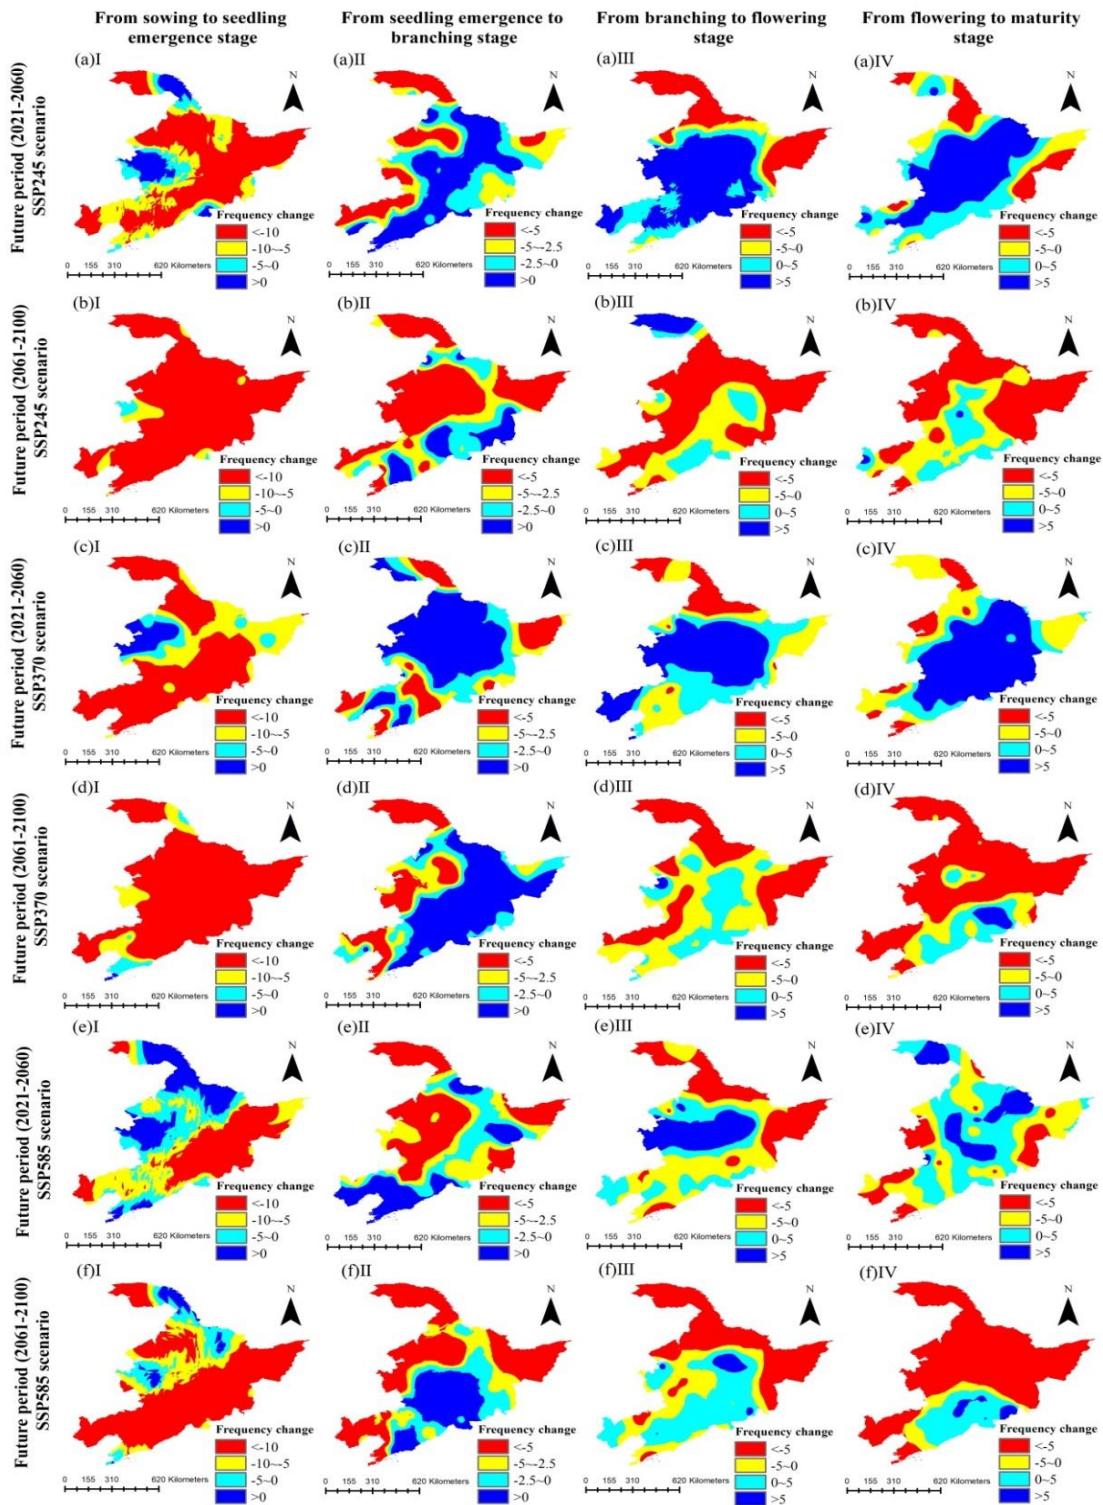 From sowing to seedling
emergence stage
From seedling emergence to
branching stage
From branching to flowering
stage
From flowering to maturity
stage
Future period (2021-2060)
SSP245 scenario
(a)I
N
Frequency change
<-10
-10~-5
-5~0
>0
0 155 310 620 Kilometers
(a)II
N
Frequency change
<-5
-5~-2.5
-2.5~0
>0
0 155 310 620 Kilometers
(a)III
N
Frequency change
<-5
-5~0
0~5
>5
0 155 310 620 Kilometers
(a)IV
N
Frequency change
<-5
-5~0
0~5
>5
0 155 310 620 Kilometers
Future period (2061-2100)
SSP245 scenario
(b)I
N
Frequency change
<-10
-10~-5
-5~0
>0
0 155 310 620 Kilometers
(b)II
N
Frequency change
<-5
-5~-2.5
-2.5~0
>0
0 155 310 620 Kilometers
(b)III
N
Frequency change
<-5
-5~0
0~5
>5
0 155 310 620 Kilometers
(b)IV
N
Frequency change
<-5
-5~0
0~5
>5
0 155 310 620 Kilometers
Future period (2021-2060)
SSP370 scenario
(c)I
N
Frequency change
<-10
-10~-5
-5~0
>0
0 155 310 620 Kilometers
(c)II
N
Frequency change
<-5
-5~-2.5
-2.5~0
>0
0 155 310 620 Kilometers
(c)III
N
Frequency change
<-5
-5~0
0~5
>5
0 155 310 620 Kilometers
(c)IV
N
Frequency change
<-5
-5~0
0~5
>5
0 155 310 620 Kilometers
Future period (2061-2100)
SSP370 scenario
(d)I
N
Frequency change
<-10
-10~-5
-5~0
>0
0 155 310 620 Kilometers
(d)II
N
Frequency change
<-5
-5~-2.5
-2.5~0
>0
0 155 310 620 Kilometers
(d)III
N
Frequency change
<-5
-5~0
0~5
>5
0 155 310 620 Kilometers
(d)IV
N
Frequency change
<-5
-5~0
0~5
>5
0 155 310 620 Kilometers
Future period (2021-2060)
SSP585 scenario
(e)I
N
Frequency change
<-10
-10~-5
-5~0
>0
0 155 310 620 Kilometers
(e)II
N
Frequency change
<-5
-5~-2.5
-2.5~0
>0
0 155 310 620 Kilometers
(e)III
N
Frequency change
<-5
-5~0
0~5
>5
0 155 310 620 Kilometers
(e)IV
N
Frequency change
<-5
-5~0
0~5
>5
0 155 310 620 Kilometers
Future period (2061-2100)
SSP585 scenario
(f)I
N
Frequency change
<-10
-10~-5
-5~0
>0
0 155 310 620 Kilometers
(f)II
N
Frequency change
<-5
-5~-2.5
-2.5~0
>0
0 155 310 620 Kilometers
(f)III
N
Frequency change
<-5
-5~0
0~5
>5
0 155 310 620 Kilometers
(f)IV
N
Frequency change
<-5
-5~0
0~5
>5
0 155 310 620 Kilometers